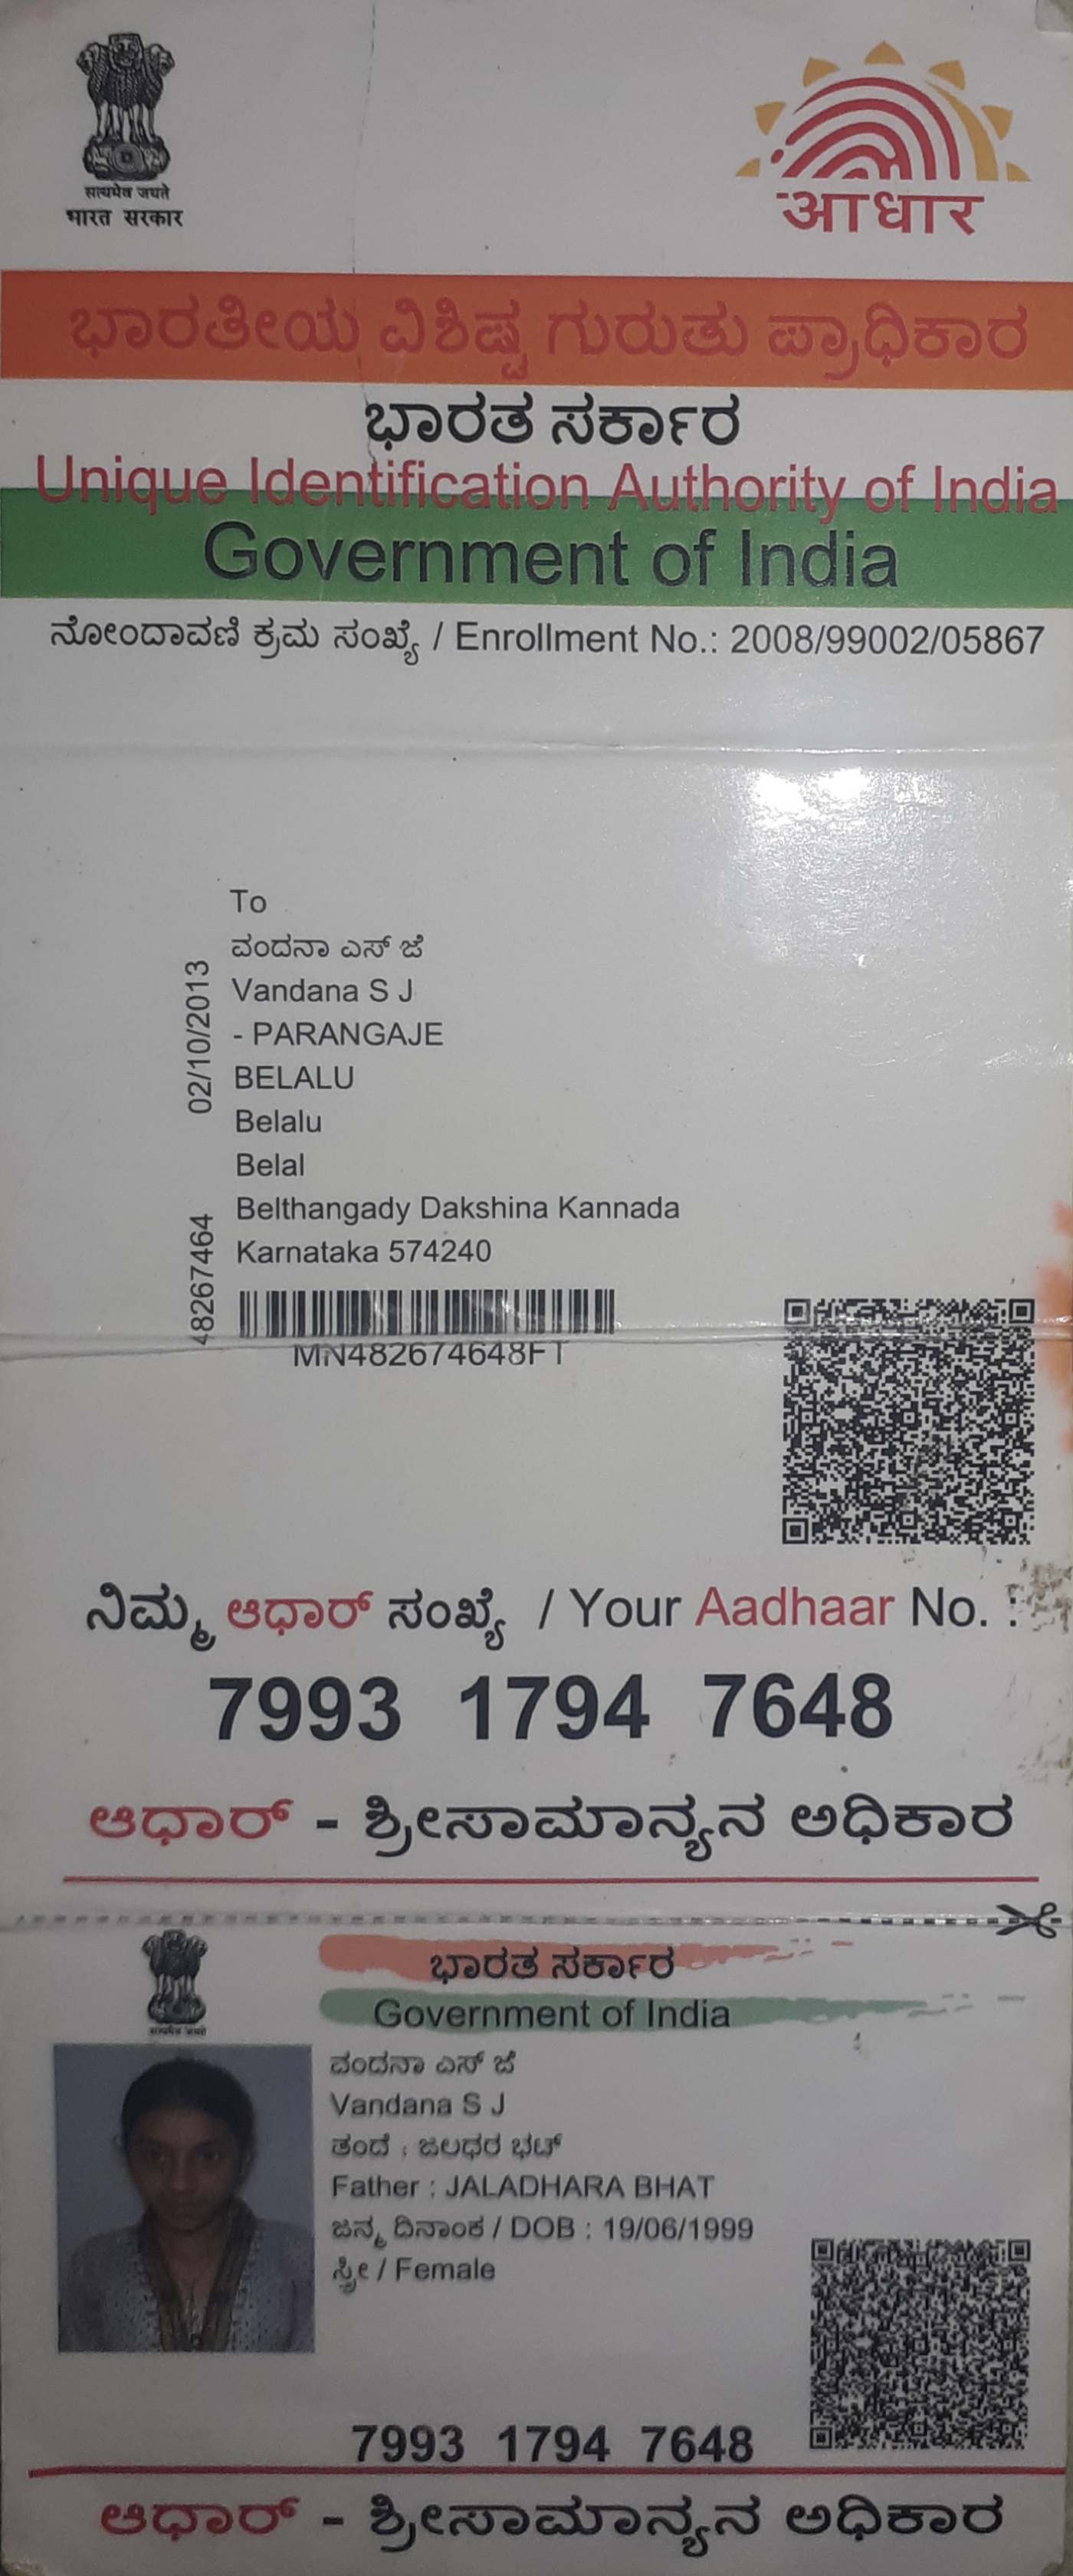 सत्यमेव जयते
भारत सरकार
आधार
ಭಾರತೀಯ ವಿಶಿಷ್ಟ ಗುರುತು ಪ್ರಾಧಿಕಾರ
ಭಾರತ ಸರ್ಕಾರ
Unique Identification Authority of India
Government of India
ನೋಂದಾವಣಿ ಕ್ರಮ ಸಂಖ್ಯೆ / Enrollment No.: 2008/99002/05867
To
ವಂದನಾ ಎಸ್ ಜೆ
Vandana S J
- PARANGAJE
BELALU
Belalu
Belal
Belthangady Dakshina Kannada
Karnataka 574240
02/10/2013
48267464
MN482674648FT
ನಿಮ್ಮ ಆಧಾರ್ ಸಂಖ್ಯೆ / Your Aadhaar No. :
7993 1794 7648
ಆಧಾರ್ - ಶ್ರೀಸಾಮಾನ್ಯನ ಅಧಿಕಾರ
ಭಾರತ ಸರ್ಕಾರ
Government of India
ವಂದನಾ ಎಸ್ ಜೆ
Vandana S J
ತಂದೆ : ಜಲಧರ ಭಟ್
Father : JALADHARA BHAT
ಜನ್ಮ ದಿನಾಂಕ / DOB : 19/06/1999
ಸ್ತ್ರೀ / Female
7993 1794 7648
ಆಧಾರ್ - ಶ್ರೀಸಾಮಾನ್ಯನ ಅಧಿಕಾರ